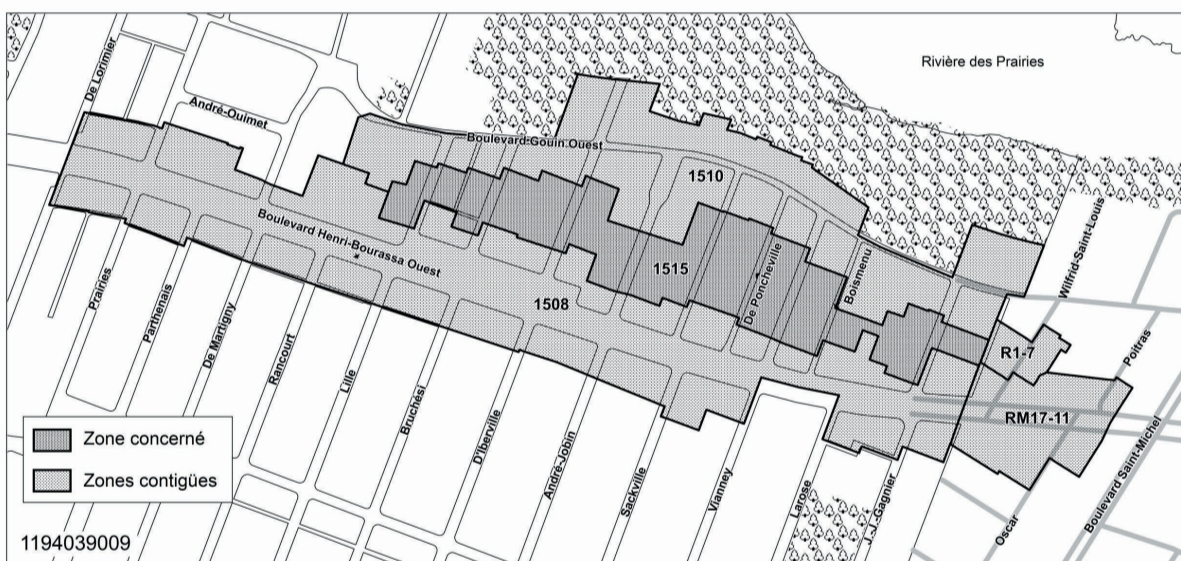 Rivière des Prairies
De Lorimier
André-Ouimet
Boulevard Gouin Ouest
1510
Wilfrid-Saint-Louis
Boulevard Henri-Bourassa Ouest
1515
De Poncheville
Boismenu
1508
Prairies
Parthenais
De Martigny
Rancourt
Lille
Bruchési
D'Iberville
André-Jobin
Sackville
Vianney
Larose
J.-J.-Gagnier
R1-7
Poitras
RM17-11
Oscar
Boulevard Saint-Michel
Zone concerné
Zones contigües
1194039009